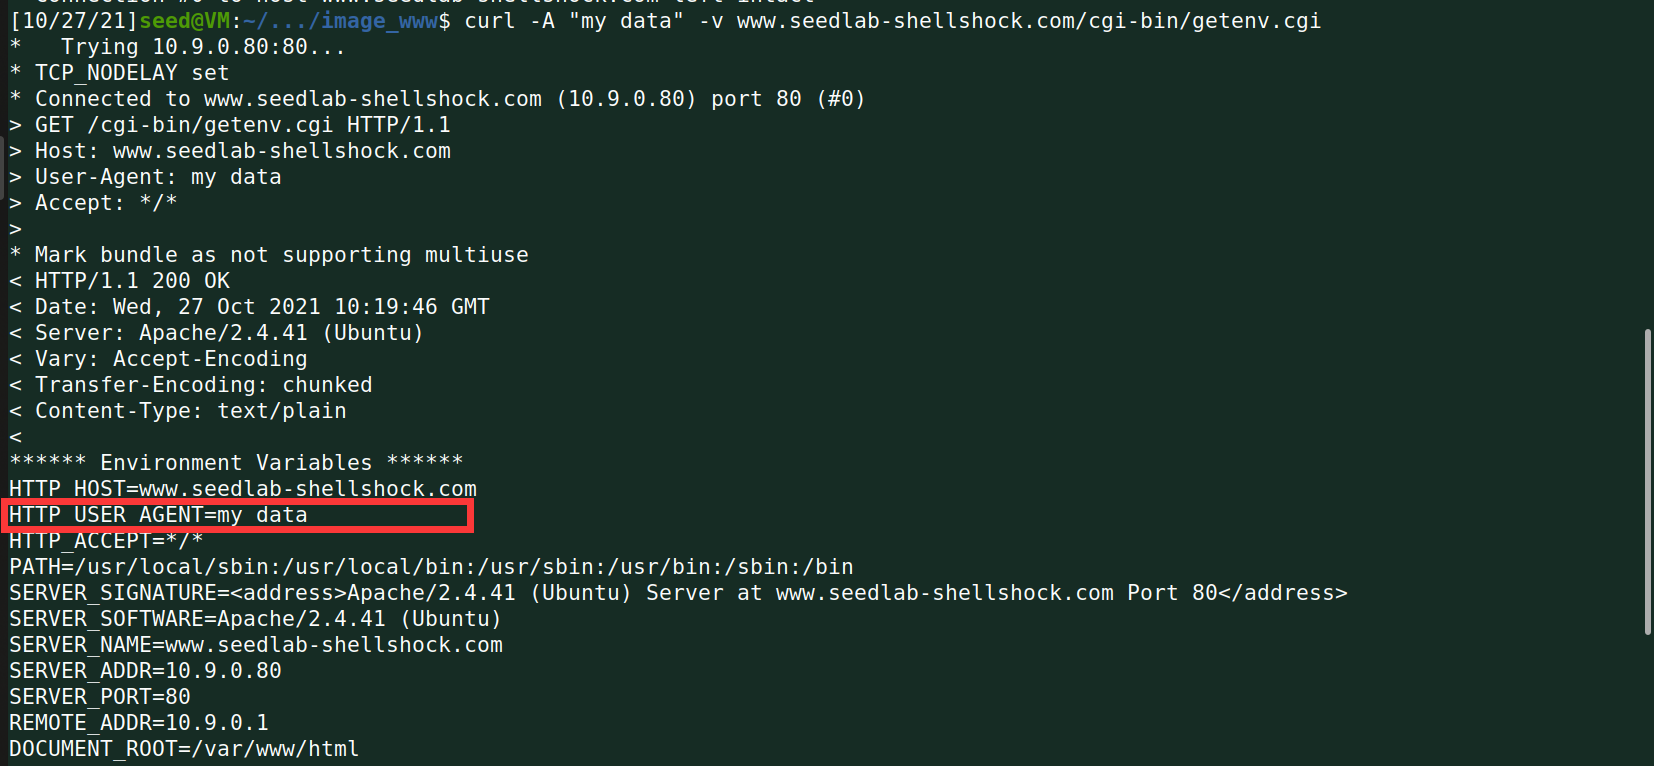 [10/27/21]seed@VM:~/.../image_www$ curl -A "my data" -v www.seedlab-shellshock.com/cgi-bin/getenv.cgi
*   Trying 10.9.0.80:80...
* TCP_NODELAY set
* Connected to www.seedlab-shellshock.com (10.9.0.80) port 80 (#0)
> GET /cgi-bin/getenv.cgi HTTP/1.1
> Host: www.seedlab-shellshock.com
> User-Agent: my data
> Accept: */*
>
* Mark bundle as not supporting multiuse
< HTTP/1.1 200 OK
< Date: Wed, 27 Oct 2021 10:19:46 GMT
< Server: Apache/2.4.41 (Ubuntu)
< Vary: Accept-Encoding
< Transfer-Encoding: chunked
< Content-Type: text/plain
<
****** Environment Variables ******
HTTP_HOST=www.seedlab-shellshock.com
HTTP_USER_AGENT=my data
HTTP_ACCEPT=*/*
PATH=/usr/local/sbin:/usr/local/bin:/usr/sbin:/usr/bin:/sbin:/bin
SERVER_SIGNATURE=<address>Apache/2.4.41 (Ubuntu) Server at www.seedlab-shellshock.com Port 80</address>
SERVER_SOFTWARE=Apache/2.4.41 (Ubuntu)
SERVER_NAME=www.seedlab-shellshock.com
SERVER_ADDR=10.9.0.80
SERVER_PORT=80
REMOTE_ADDR=10.9.0.1
DOCUMENT_ROOT=/var/www/html